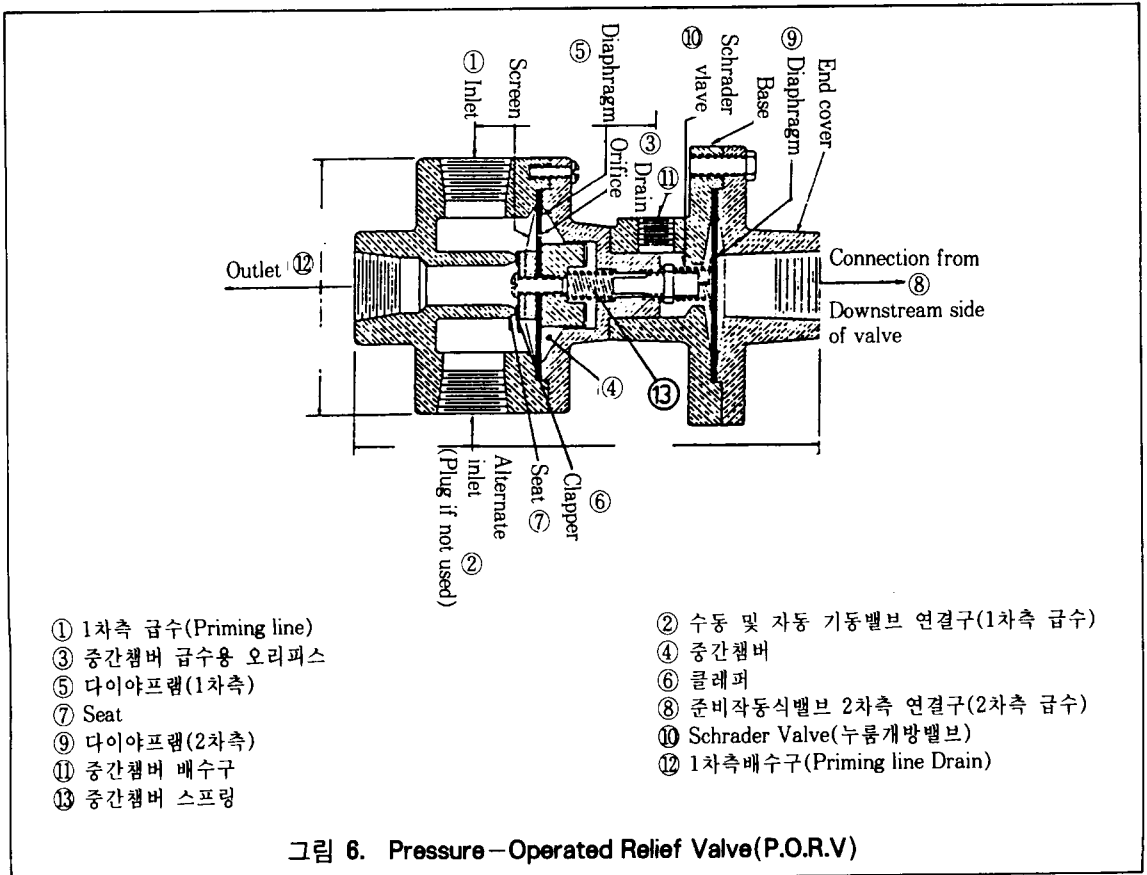 End cover
⑨ Diaphragm
Base
Schrader
vlave
⑩
⑪
③ Drain
Orifice
Diaphragm
⑤
Screen
① Inlet
Outlet ⑫
Connection from
⑧
Downstream side
of valve
④
⑬
⑥
Clapper
Seat ⑦
Alternate
inlet
(Plug if not used)
②
① 1차측 급수(Priming line)
② 수동 및 자동 기동밸브 연결구(1차측 급수)
③ 중간챔버 급수용 오리피스
④ 중간챔버
⑤ 다이야프램(1차측)
⑥ 클레퍼
⑦ Seat
⑧ 준비작동식밸브 2차측 연결구(2차측 급수)
⑨ 다이야프램(2차측)
⑩ Schrader Valve(누름개방밸브)
⑪ 중간챔버 배수구
⑫ 1차측배수구(Priming line Drain)
⑬ 중간챔버 스프링
그림 6. Pressure-Operated Relief Valve(P.O.R.V)